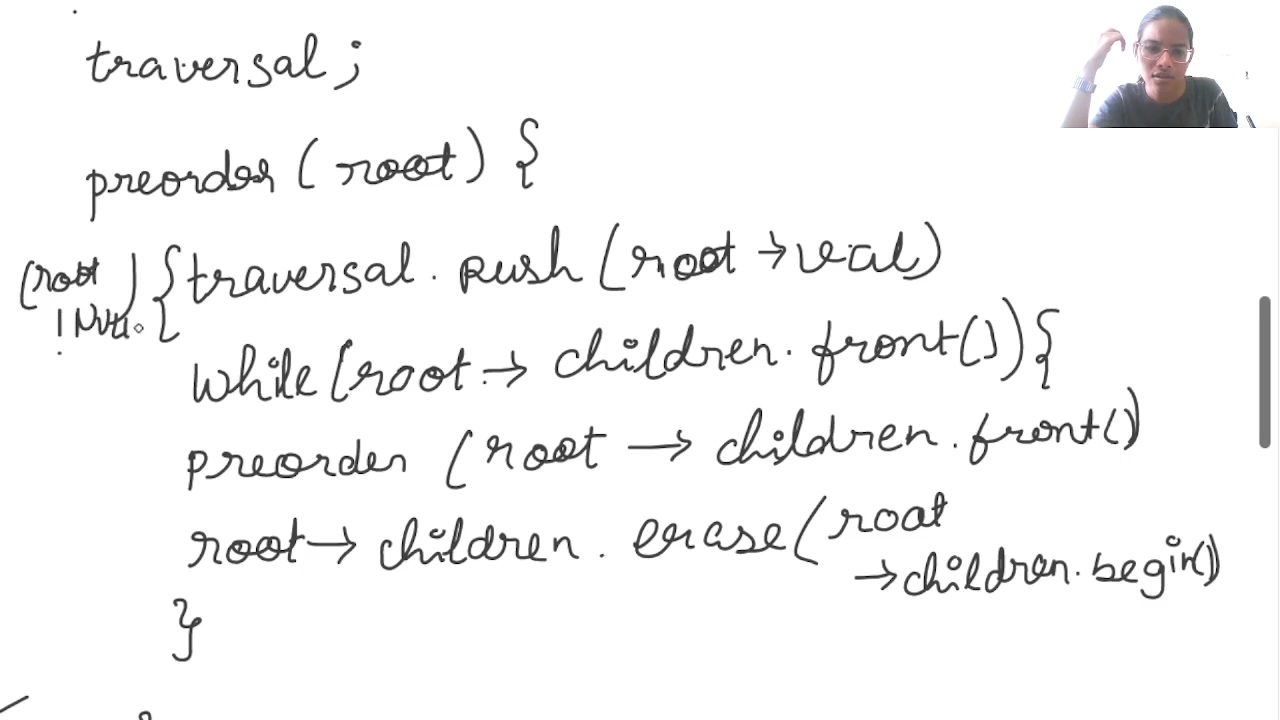 traversal;
preorder (root) {
(root ) { traversal. push (root → val)
! NULL
while (root → children. front()) {
preorder (root → children. front()
root → children. erase (root
→ children. begin()
}